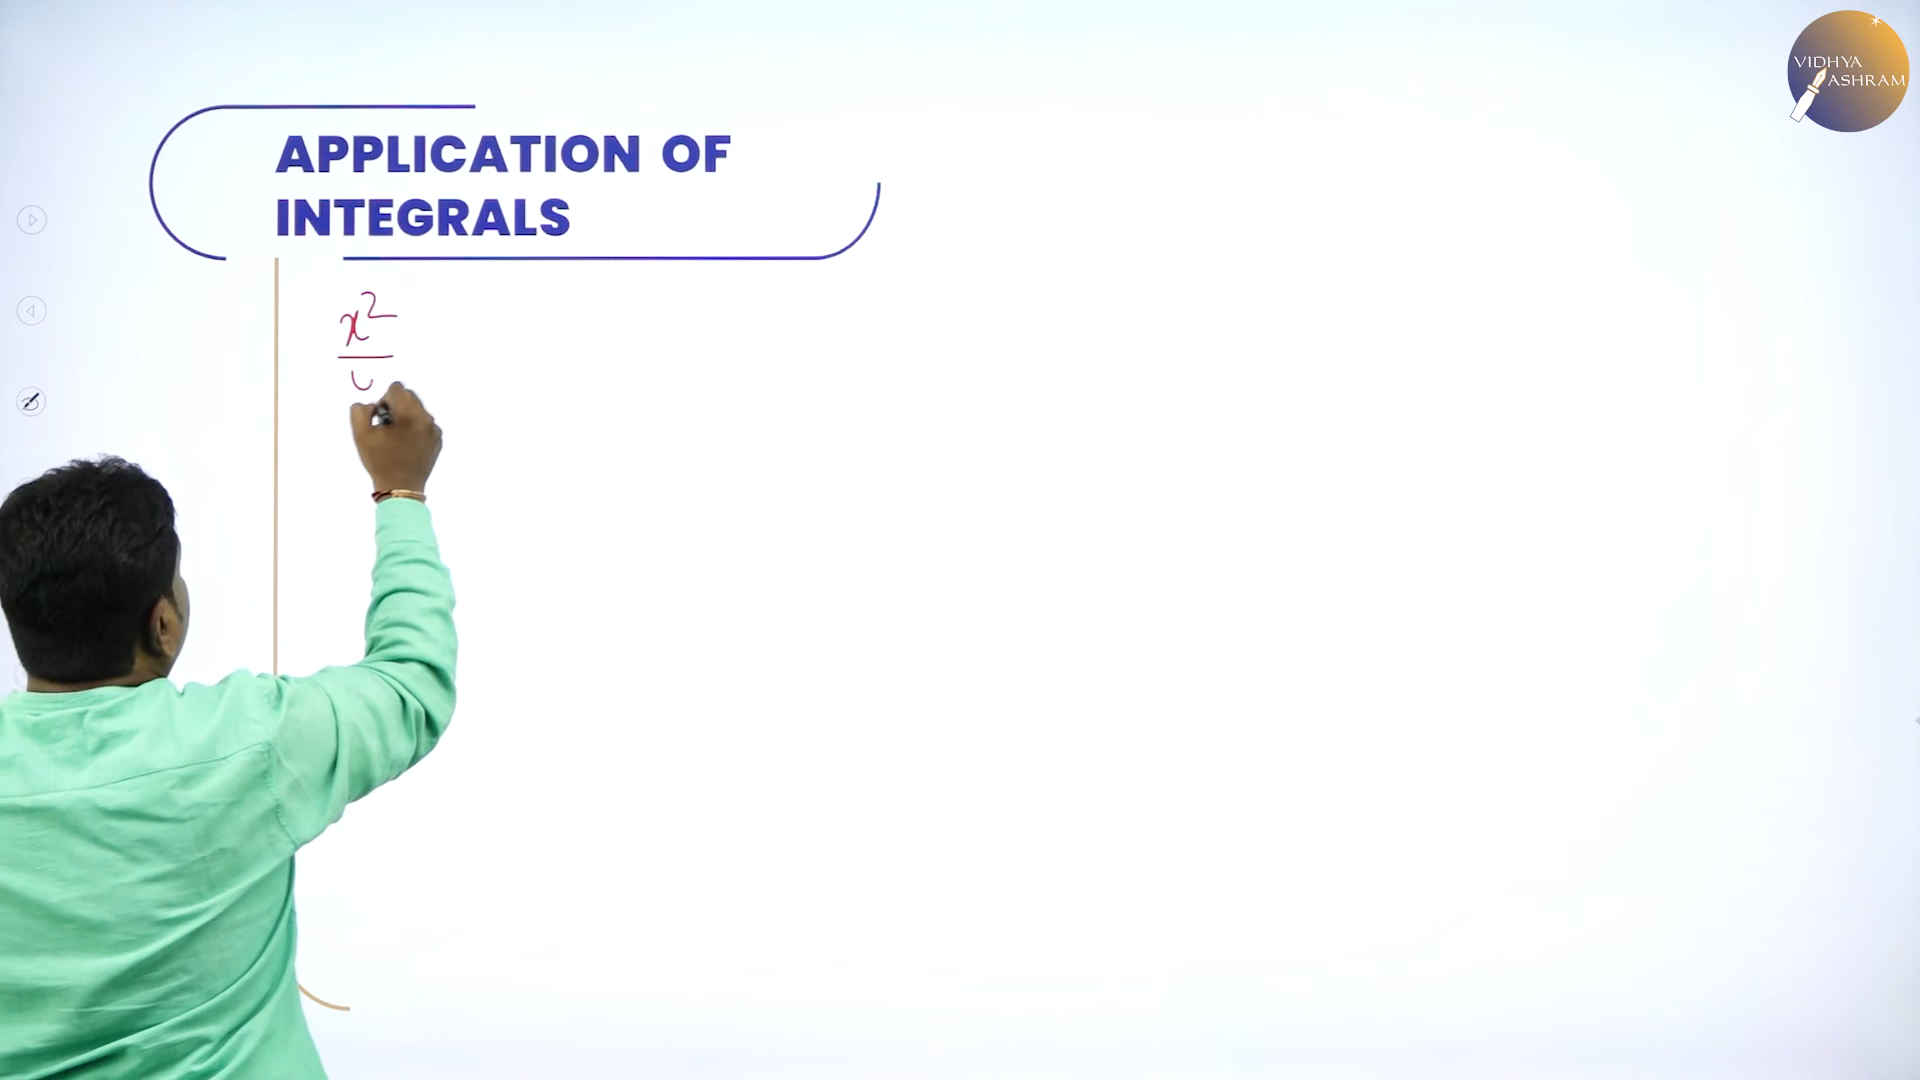 VIDHYA
ASHRAM
APPLICATION OF
INTEGRALS
x²